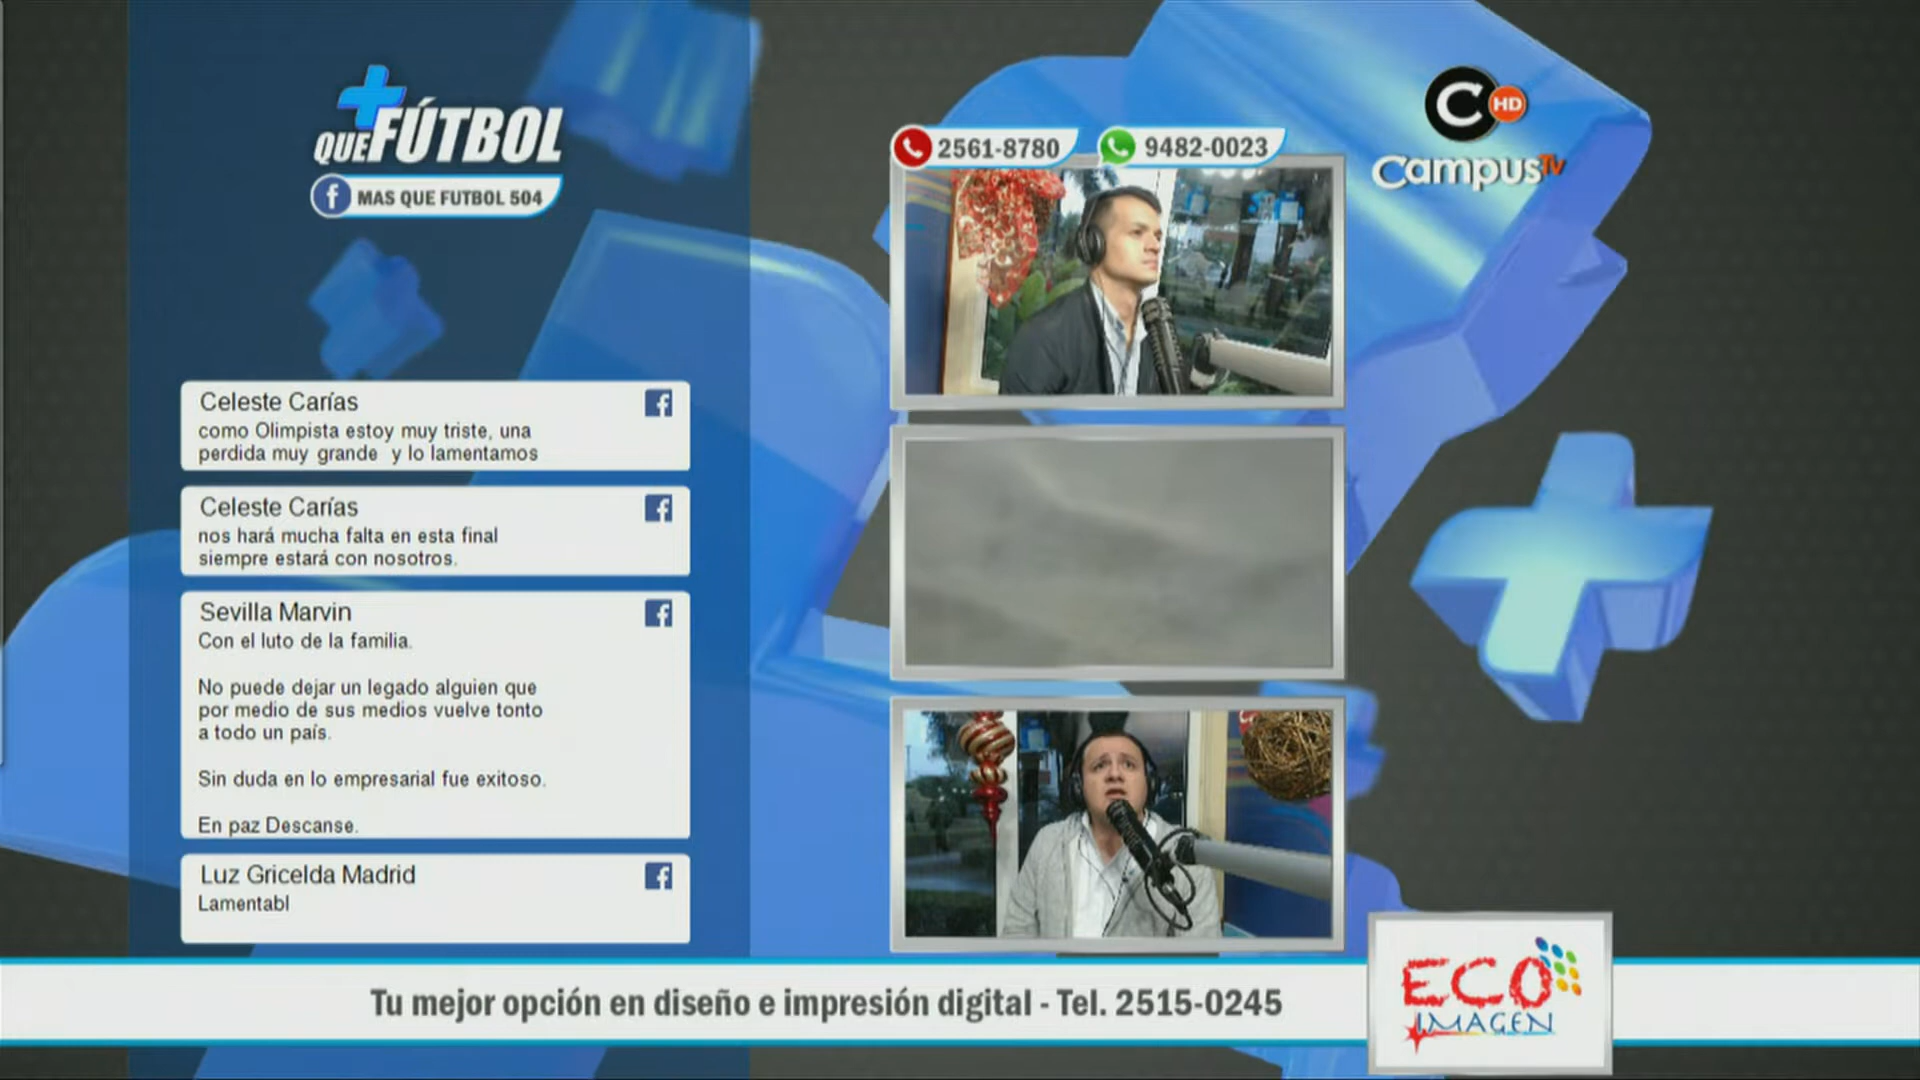 +
QUE FÚTBOL
MAS QUE FUTBOL 504
2561-8780
9482-0023
C HD
Campus TV
Celeste Carías
como Olimpista estoy muy triste, una
perdida muy grande y lo lamentamos
Celeste Carías
nos hará mucha falta en esta final
siempre estará con nosotros.
Sevilla Marvin
Con el luto de la familia.
No puede dejar un legado alguien que
por medio de sus medios vuelve tonto
a todo un país.
Sin duda en lo empresarial fue exitoso.
En paz Descanse.
Luz Gricelda Madrid
Lamentabl
Tu mejor opción en diseño e impresión digital - Tel. 2515-0245
ECO
IMAGEN